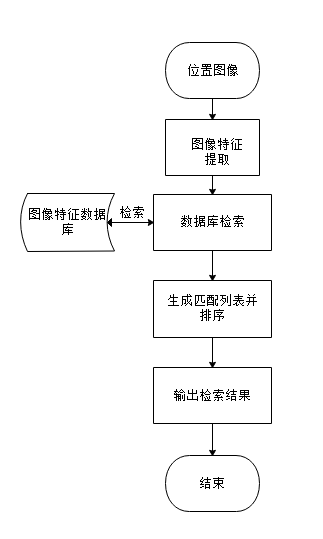 位置图像
图像特征
提取
图像特征数据
库
检索
数据库检索
生成匹配列表并
排序
输出检索结果
结束